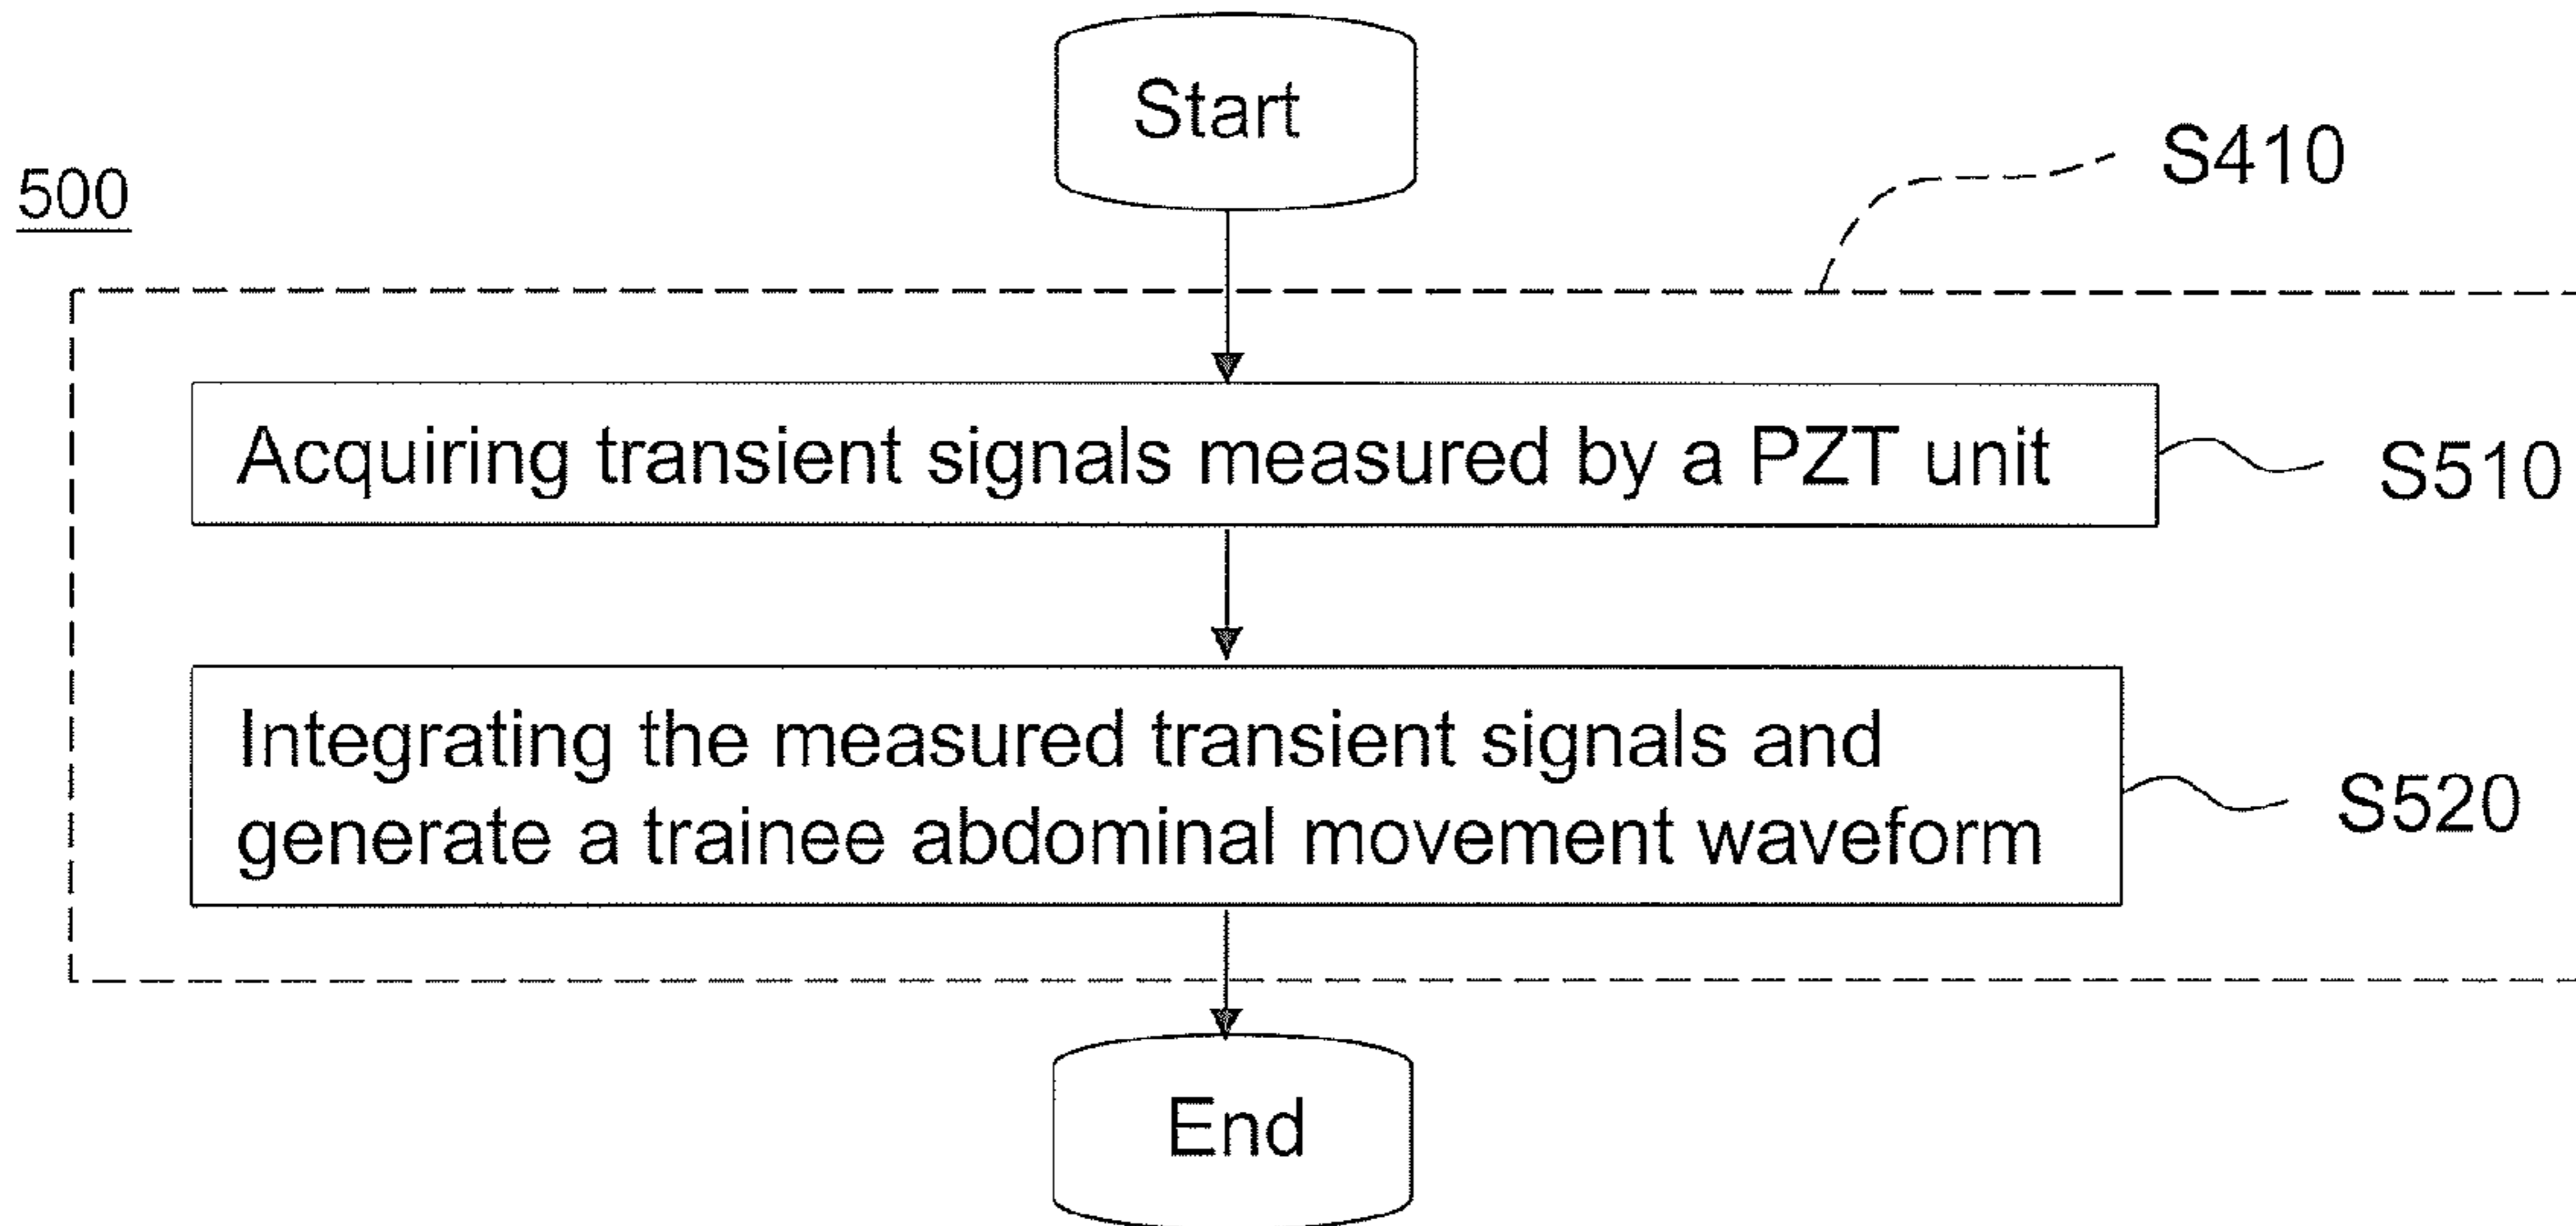 Start
S410
500
Acquiring transient signals measured by a PZT unit
S510
Integrating the measured transient signals and
generate a trainee abdominal movement waveform
S520
End